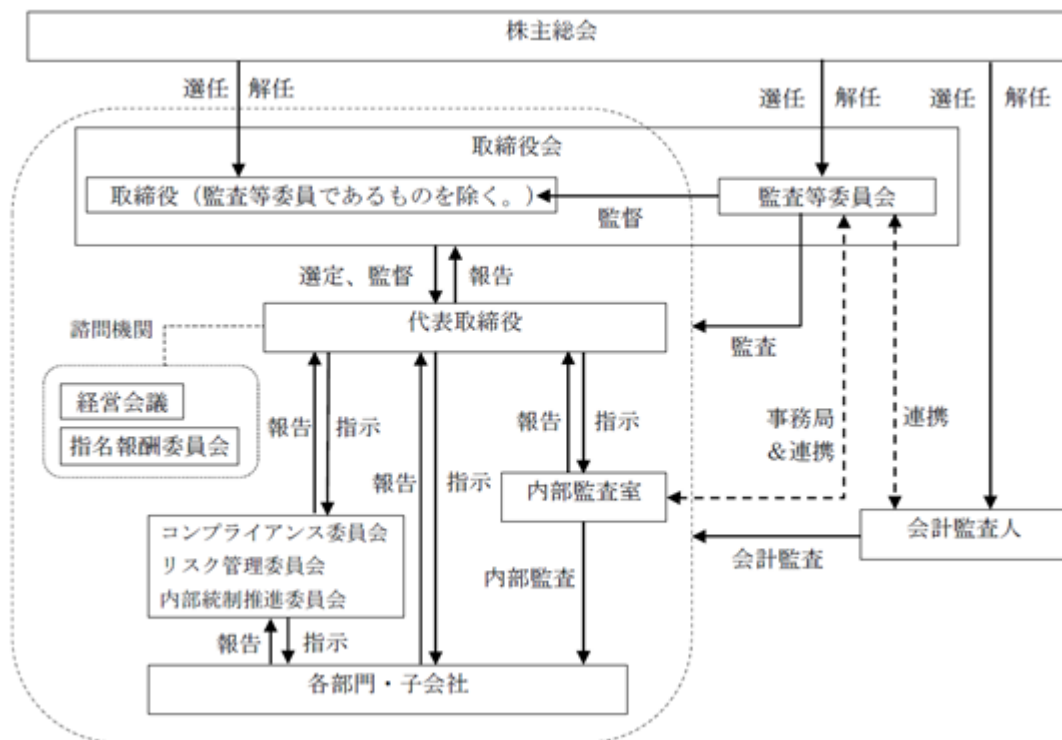 株主総会
選任 解任
選任 解任
選任 解任
取締役会
取締役（監査等委員であるものを除く。）
監査等委員会
監督
選定、監督
報告
代表取締役
諮問機関
監査
経営会議
指名報酬委員会
報告 指示
報告 指示
報告 指示
事務局
＆連携
連携
内部監査室
コンプライアンス委員会
リスク管理委員会
内部統制推進委員会
会計監査人
会計監査
内部監査
報告 指示
各部門・子会社